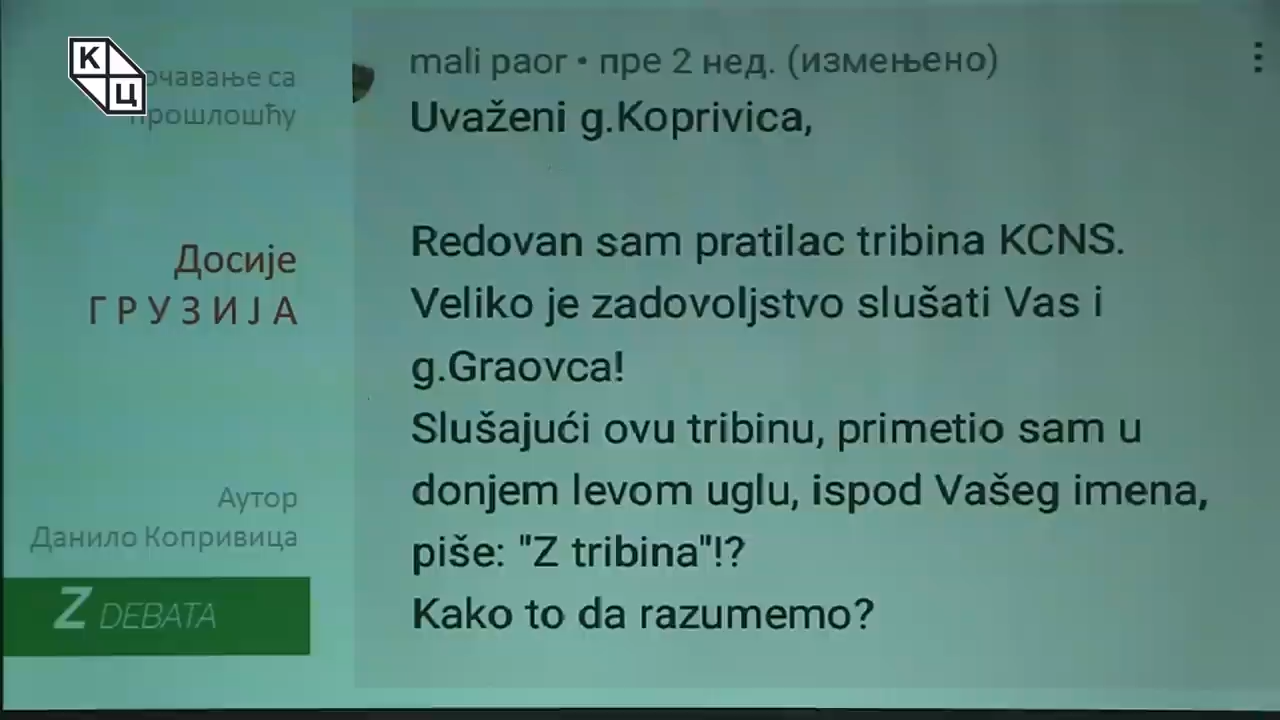 К
Ц
са
прошлошћу
Досије
ГРУЗИЈА
Аутор
Данило Копривица
Z DEBATA
mali paor • пре 2 нед. (измењено)
Uvaženi g.Koprivica,
Redovan sam pratilac tribina KCNS.
Veliko je zadovoljstvo slušati Vas i
g.Graovca!
Slušajući ovu tribinu, primetio sam u
donjem levom uglu, ispod Vašeg imena,
piše: "Z tribina"!?
Kako to da razumemo?